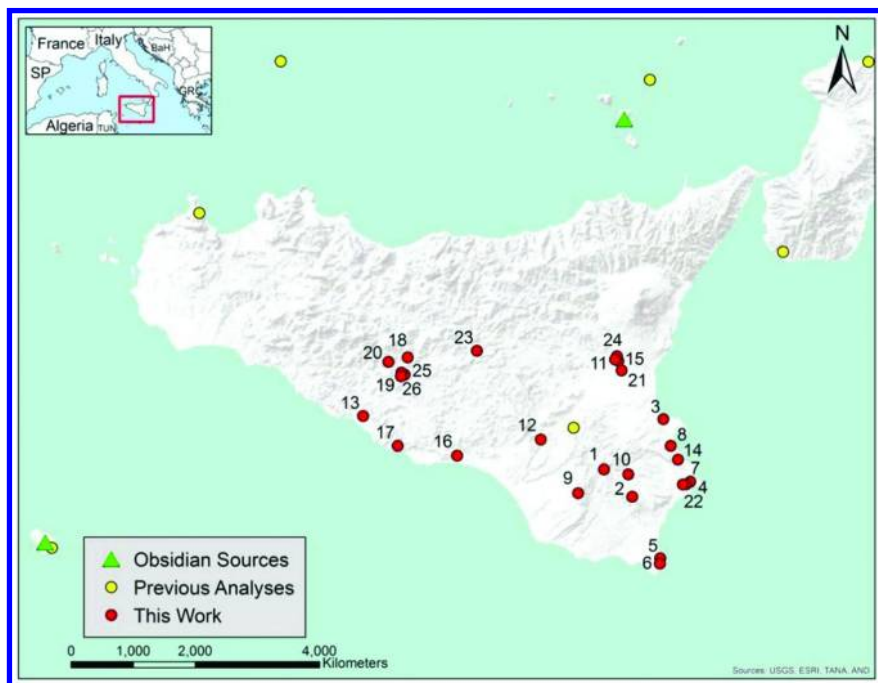 France
Italy
BaH
SP
GRC
Algeria
TUN
N
24
18
23
20
11
15
25
21
19
26
13
3
12
8
17
16
14
1
10
7
9
2
4
22
5
6
Obsidian Sources
Previous Analyses
This Work
0 1,000 2,000 4,000
Kilometers
Sources: USGS, ESRI, TANA, AND